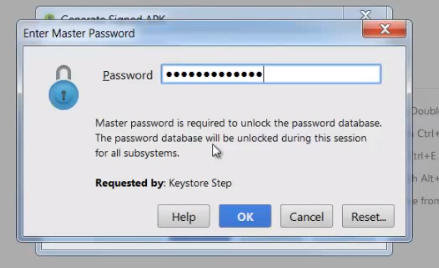 Generate Signed APK
Enter Master Password
Password ●●●●●●●●●●●●●
Master password is required to unlock the password database.
The password database will be unlocked during this session
for all subsystems.
Requested by: Keystore Step
Help OK Cancel Reset...
Doubl
Ctrl+
trl+E
h Alt+
e from